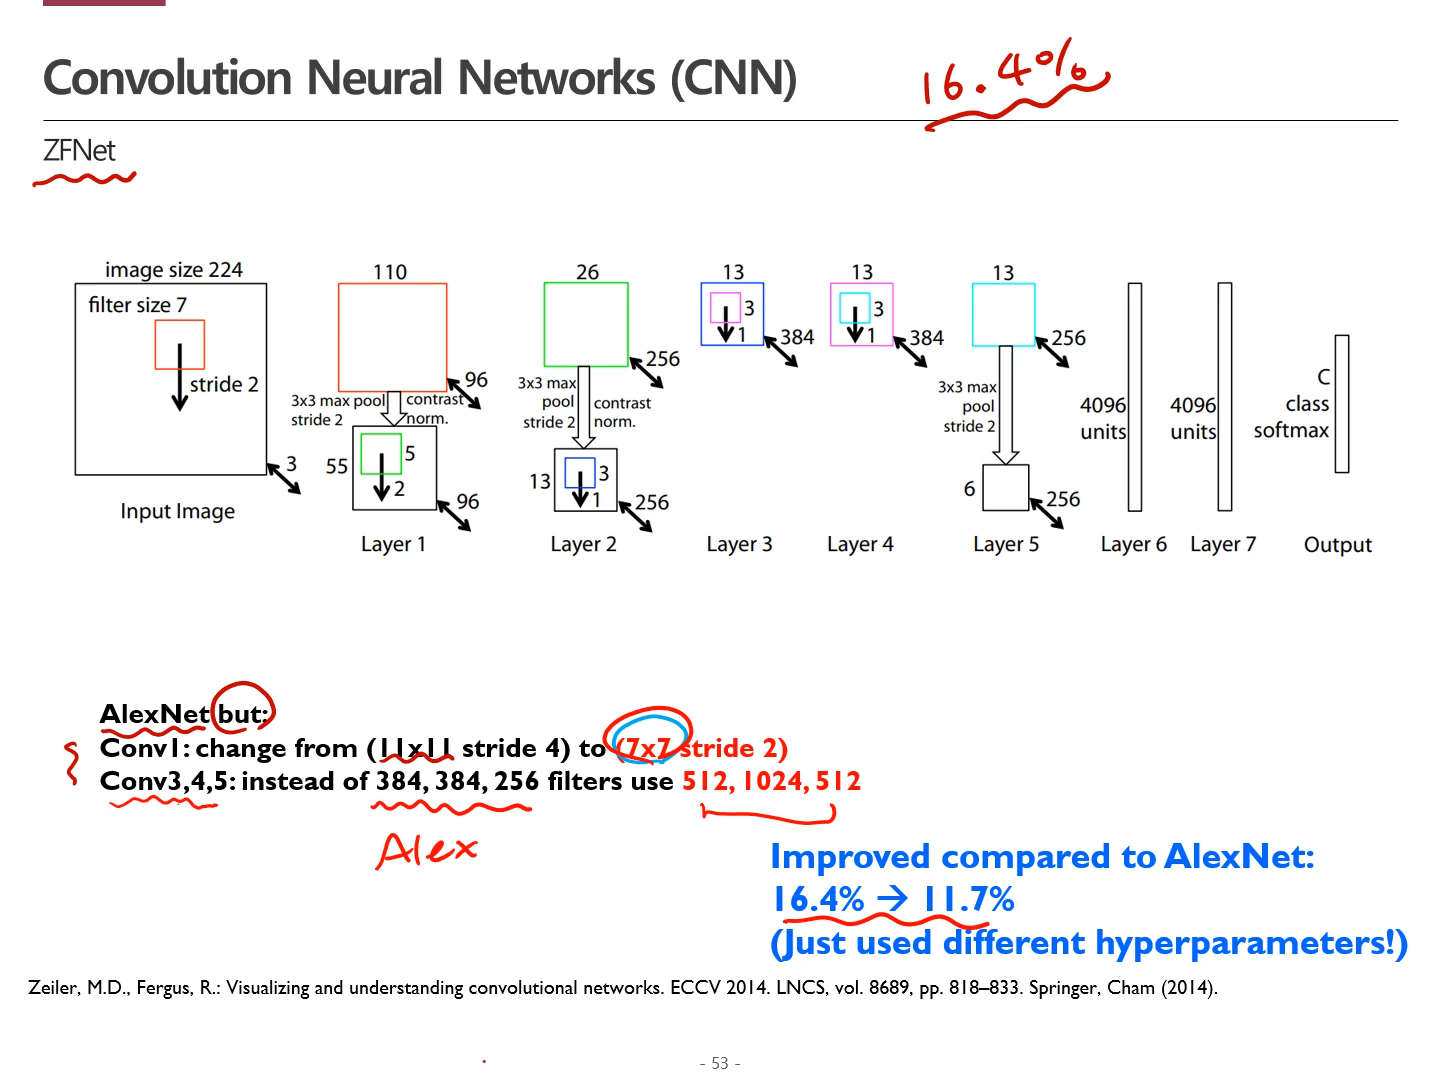 Convolution Neural Networks (CNN)
16.4%
ZFNet
image size 224
filter size 7
stride 2
3
Input Image
110
96
3x3 max pool
stride 2
contrast
norm.
55
5
2
96
Layer 1
26
256
3x3 max
pool
stride 2
contrast
norm.
13
3
1
256
Layer 2
13
3
1
384
Layer 3
13
3
1
384
Layer 4
13
256
3x3 max
pool
stride 2
6
256
Layer 5
4096
units
Layer 6
4096
units
Layer 7
C
class
softmax
Output
AlexNet but:
Conv1: change from (11x11 stride 4) to (7x7 stride 2)
Conv3,4,5: instead of 384, 384, 256 filters use 512, 1024, 512
Alex
Improved compared to AlexNet:
16.4% → 11.7%
(Just used different hyperparameters!)
Zeiler, M.D., Fergus, R.: Visualizing and understanding convolutional networks. ECCV 2014. LNCS, vol. 8689, pp. 818–833. Springer, Cham (2014).
- 53 -